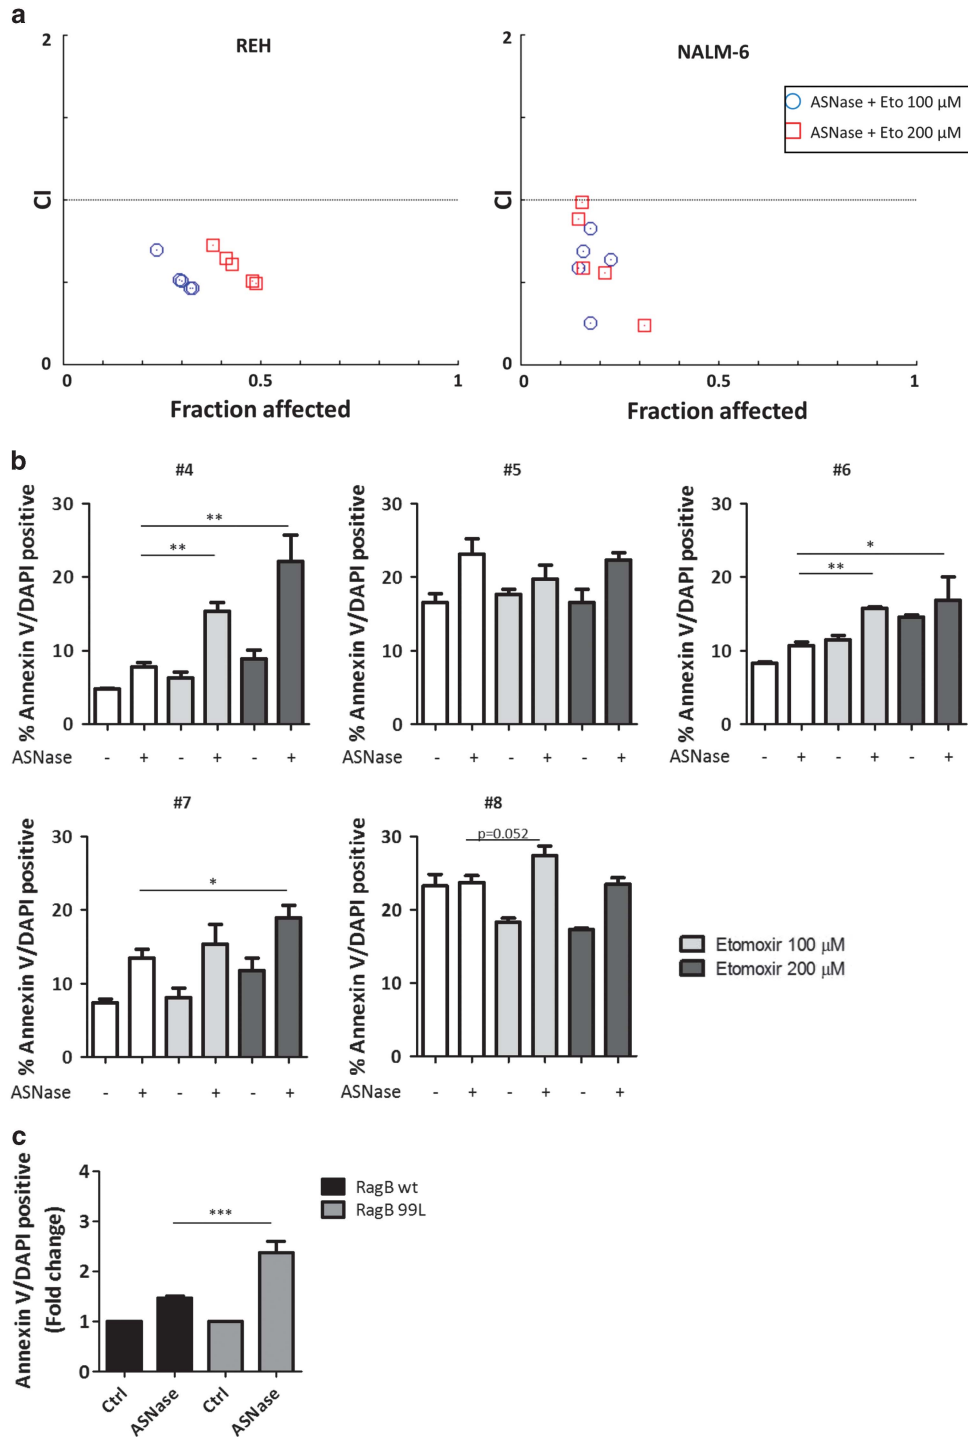 a
REH
NALM-6
2
CI
0
0
0.5
1
Fraction affected
2
0
0
0.5
1
Fraction affected
ASNase + Eto 100 μM
ASNase + Eto 200 μM
b
#4
% Annexin V/DAPI positive
30
20
10
0
**
**
ASNase - + - + - +
#5
% Annexin V/DAPI positive
30
20
10
0
- + - + - +
#6
% Annexin V/DAPI positive
30
20
10
0
*
**
ASNase - + - + - +
#7
% Annexin V/DAPI positive
30
20
10
0
*
ASNase - + - + - +
#8
% Annexin V/DAPI positive
30
20
10
0
p=0.052
ASNase - + - + - +
Etomoxir 100 μM
Etomoxir 200 μM
c
Annexin V/DAPI positive
(Fold change)
4
3
2
1
0
***
Ctrl
ASNase
Ctrl
ASNase
RagB wt
RagB 99L